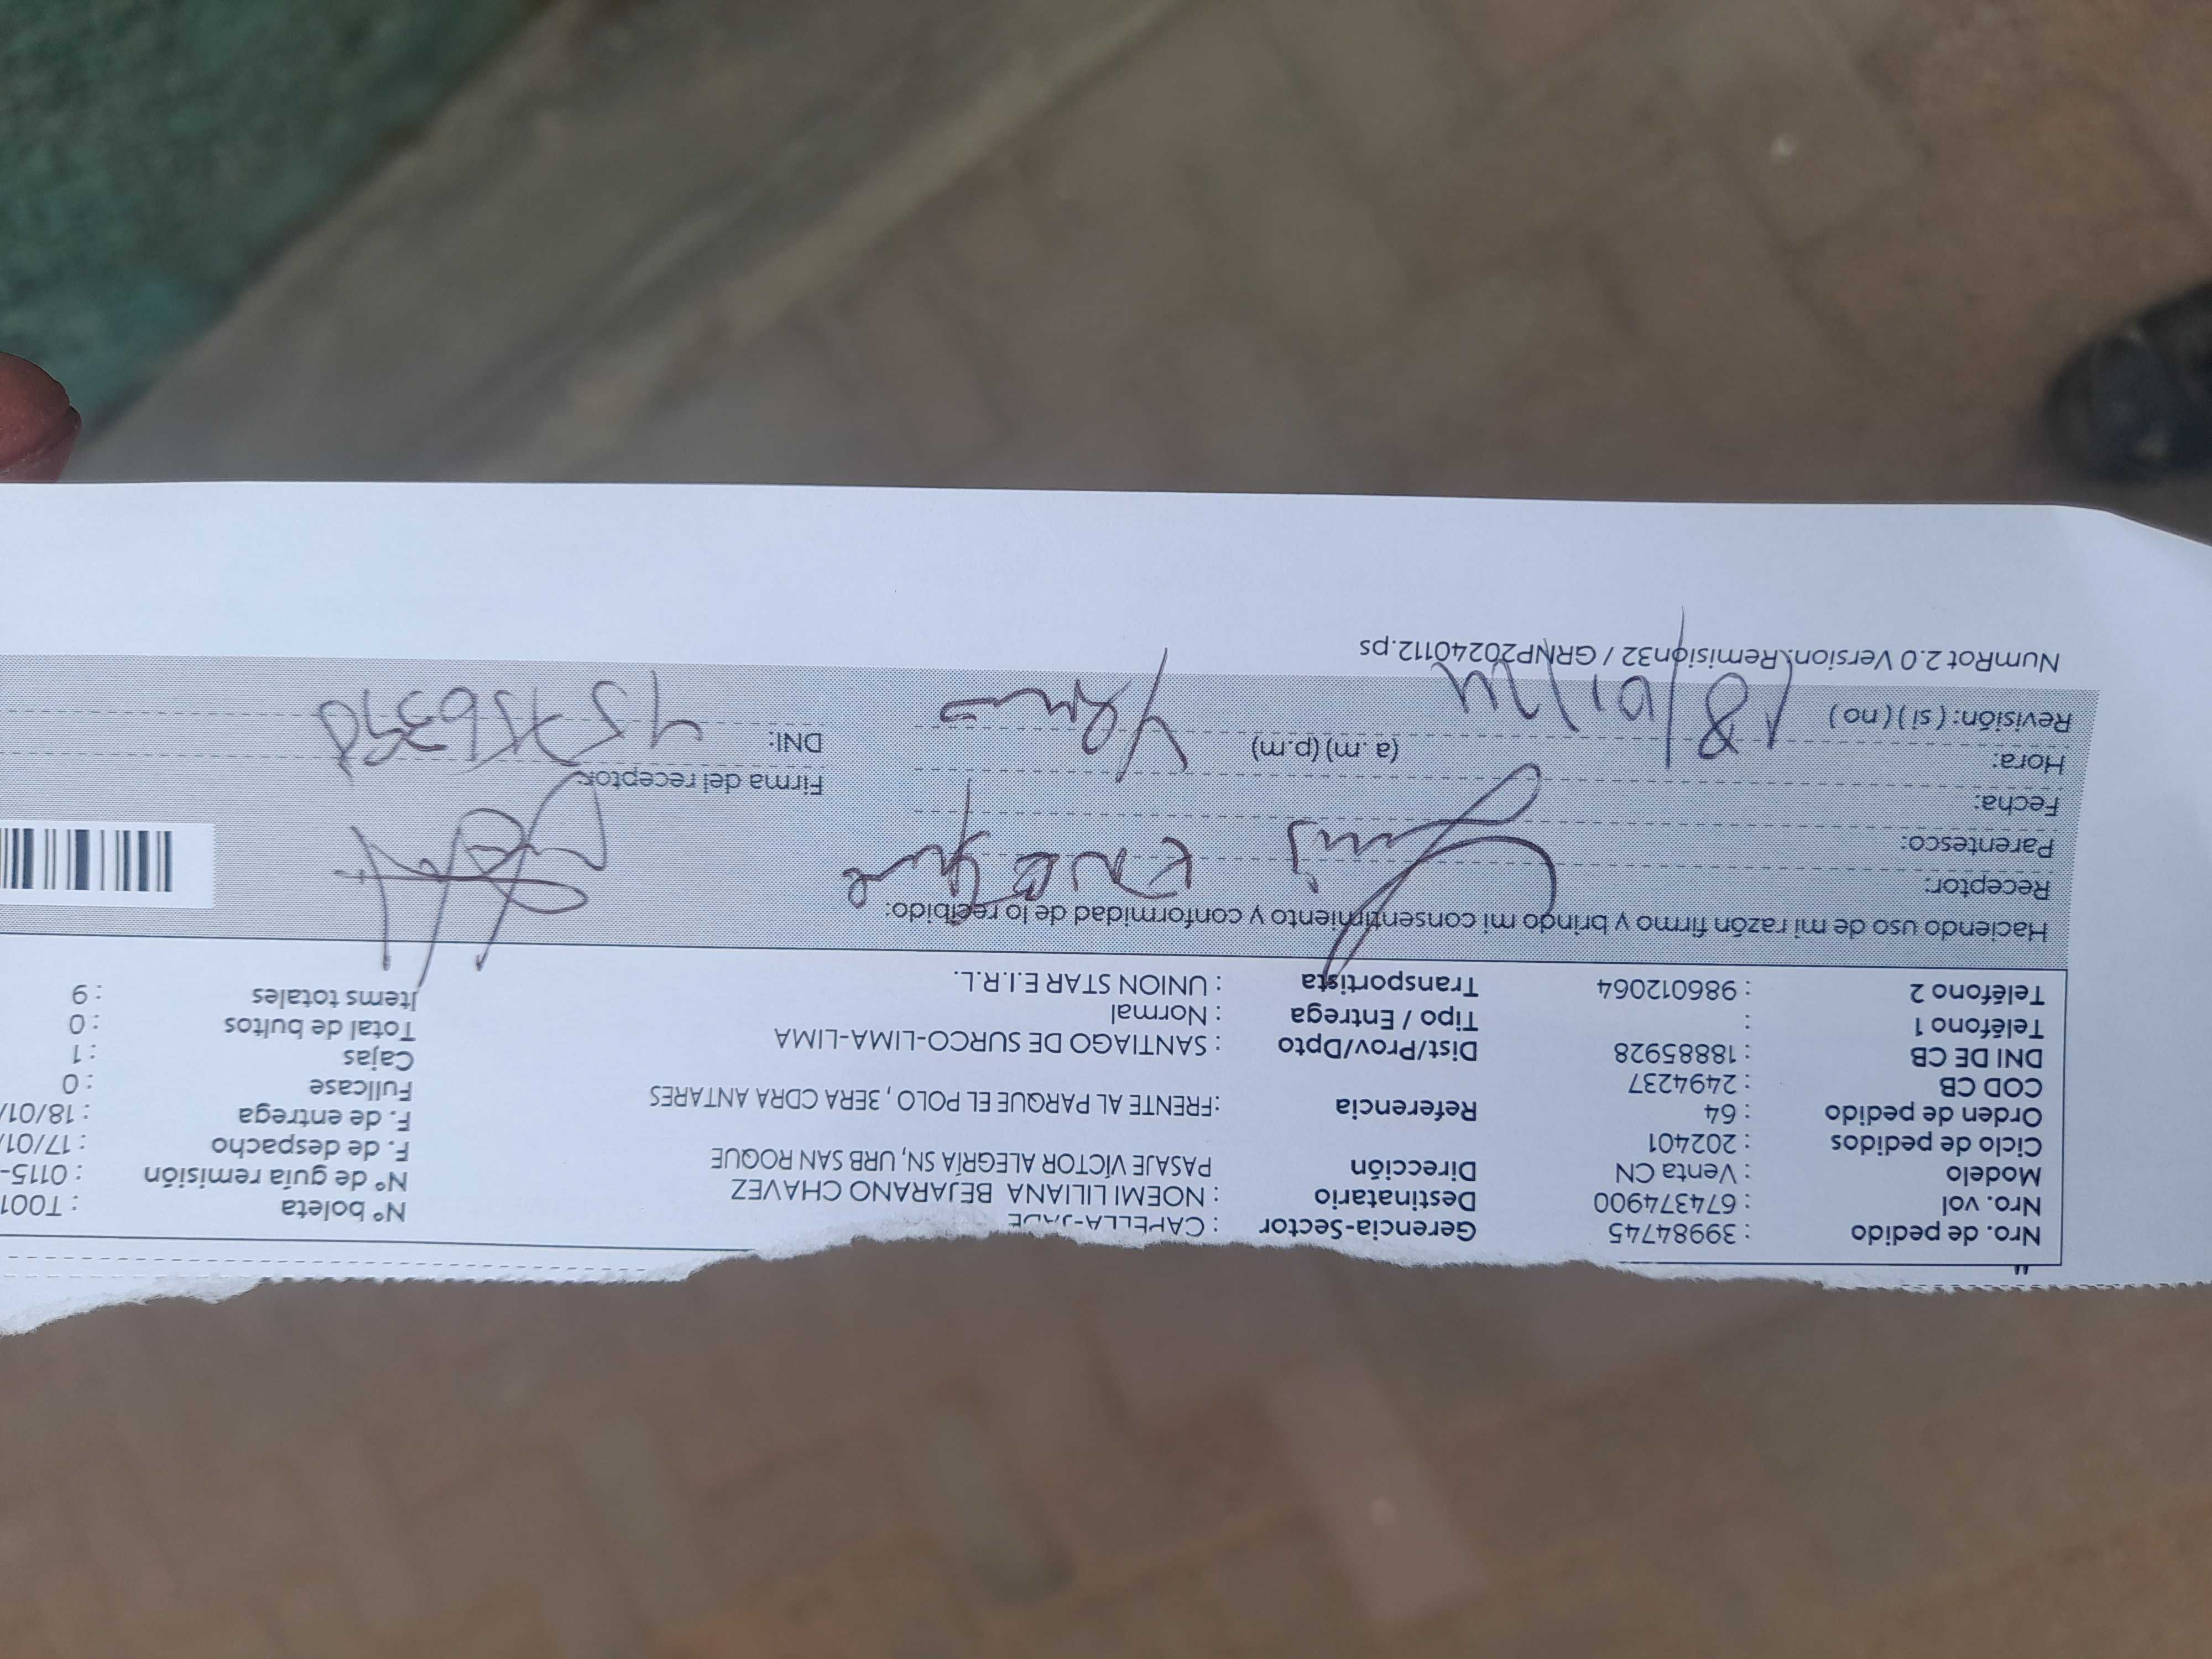 Nro. de pedido : 39984745 Gerencia-Sector : CAPELLA-JADE Nº boleta : T001
Nro. vol : 674374900 Destinatario : NOEMI LILIANA BEJARANO CHAVEZ Nº de guía remisión : 0115-
Modelo : Venta CN Dirección PASAJE VÍCTOR ALEGRÍA SN, URB SAN ROQUE F. de despacho : 17/01/
Ciclo de pedidos : 202401 F. de entrega : 18/01/
Orden de pedido : 64 Referencia :FRENTE AL PARQUE EL POLO , 3ERA CDRA ANTARES Fullcase : 0
COD CB : 2494237 Cajas : 1
DNI DE CB : 18885928 Dist/Prov/Dpto : SANTIAGO DE SURCO-LIMA-LIMA Total de bultos : 0
Teléfono 1 : Tipo / Entrega : Normal Items totales : 9
Teléfono 2 : 986012064 Transportista : UNION STAR E.I.R.L.
Haciendo uso de mi razón firmo y brindo mi consentimiento y conformidad de lo recibido:
Receptor: Luis
Parentesco:
Fecha: Firma del receptor:
Hora: (a.m) (p.m) DNI:
Revisión: ( si ) ( no ) 18/01/24
NumRot 2.0 Version:Remision32 / GRNP20240112.ps